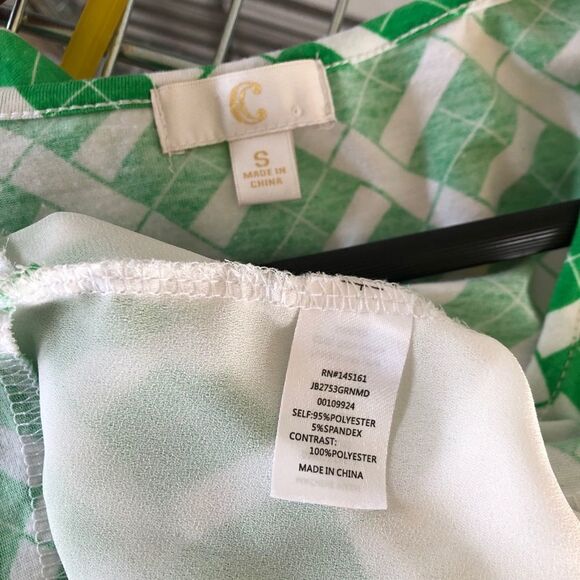 C
S
MADE IN
CHINA
RN#145161
JB2753GRNMD
00109924
SELF:95%POLYESTER
5%SPANDEX
CONTRAST:
100%POLYESTER
MADE IN CHINA